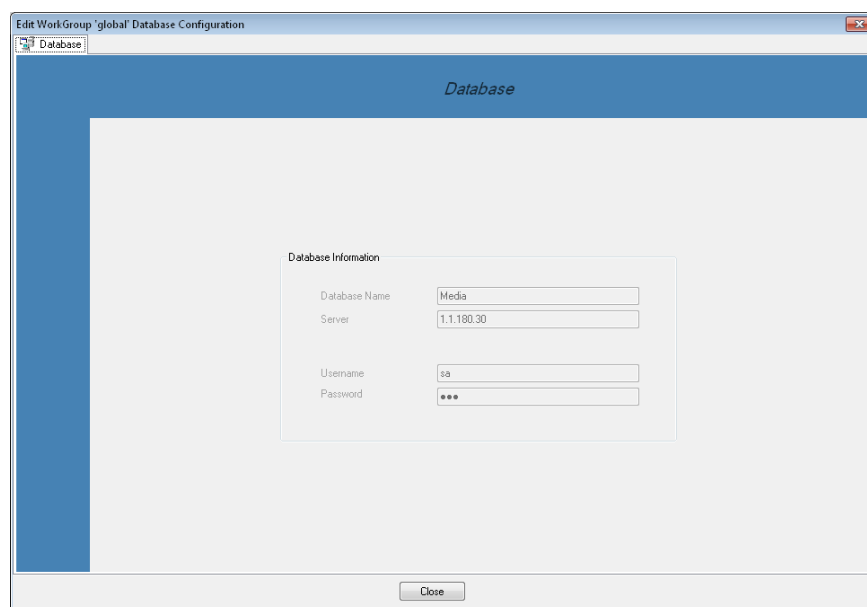 Edit WorkGroup 'global' Database Configuration
Database
Database
Database Information
Database Name Media
Server 1.1.180.30
Username sa
Password ●●●
Close